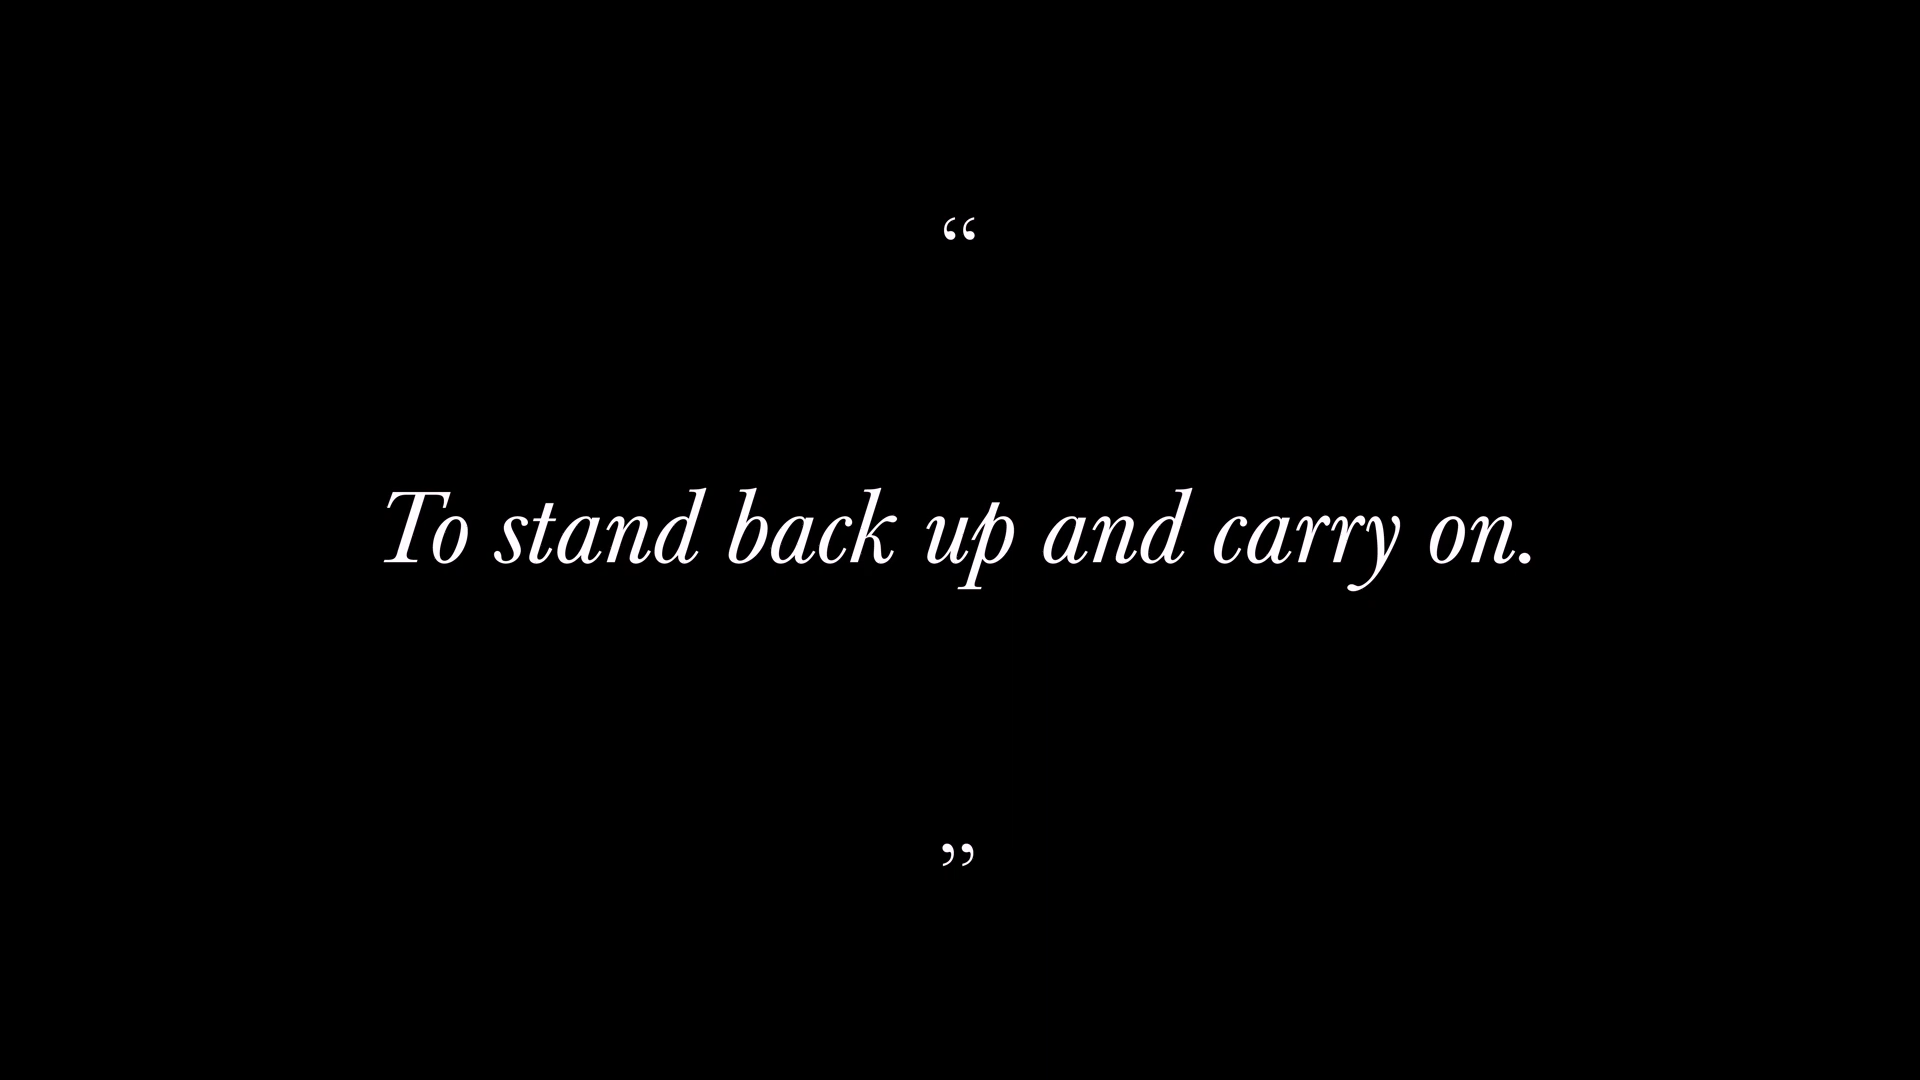 “
To stand back up and carry on.
”